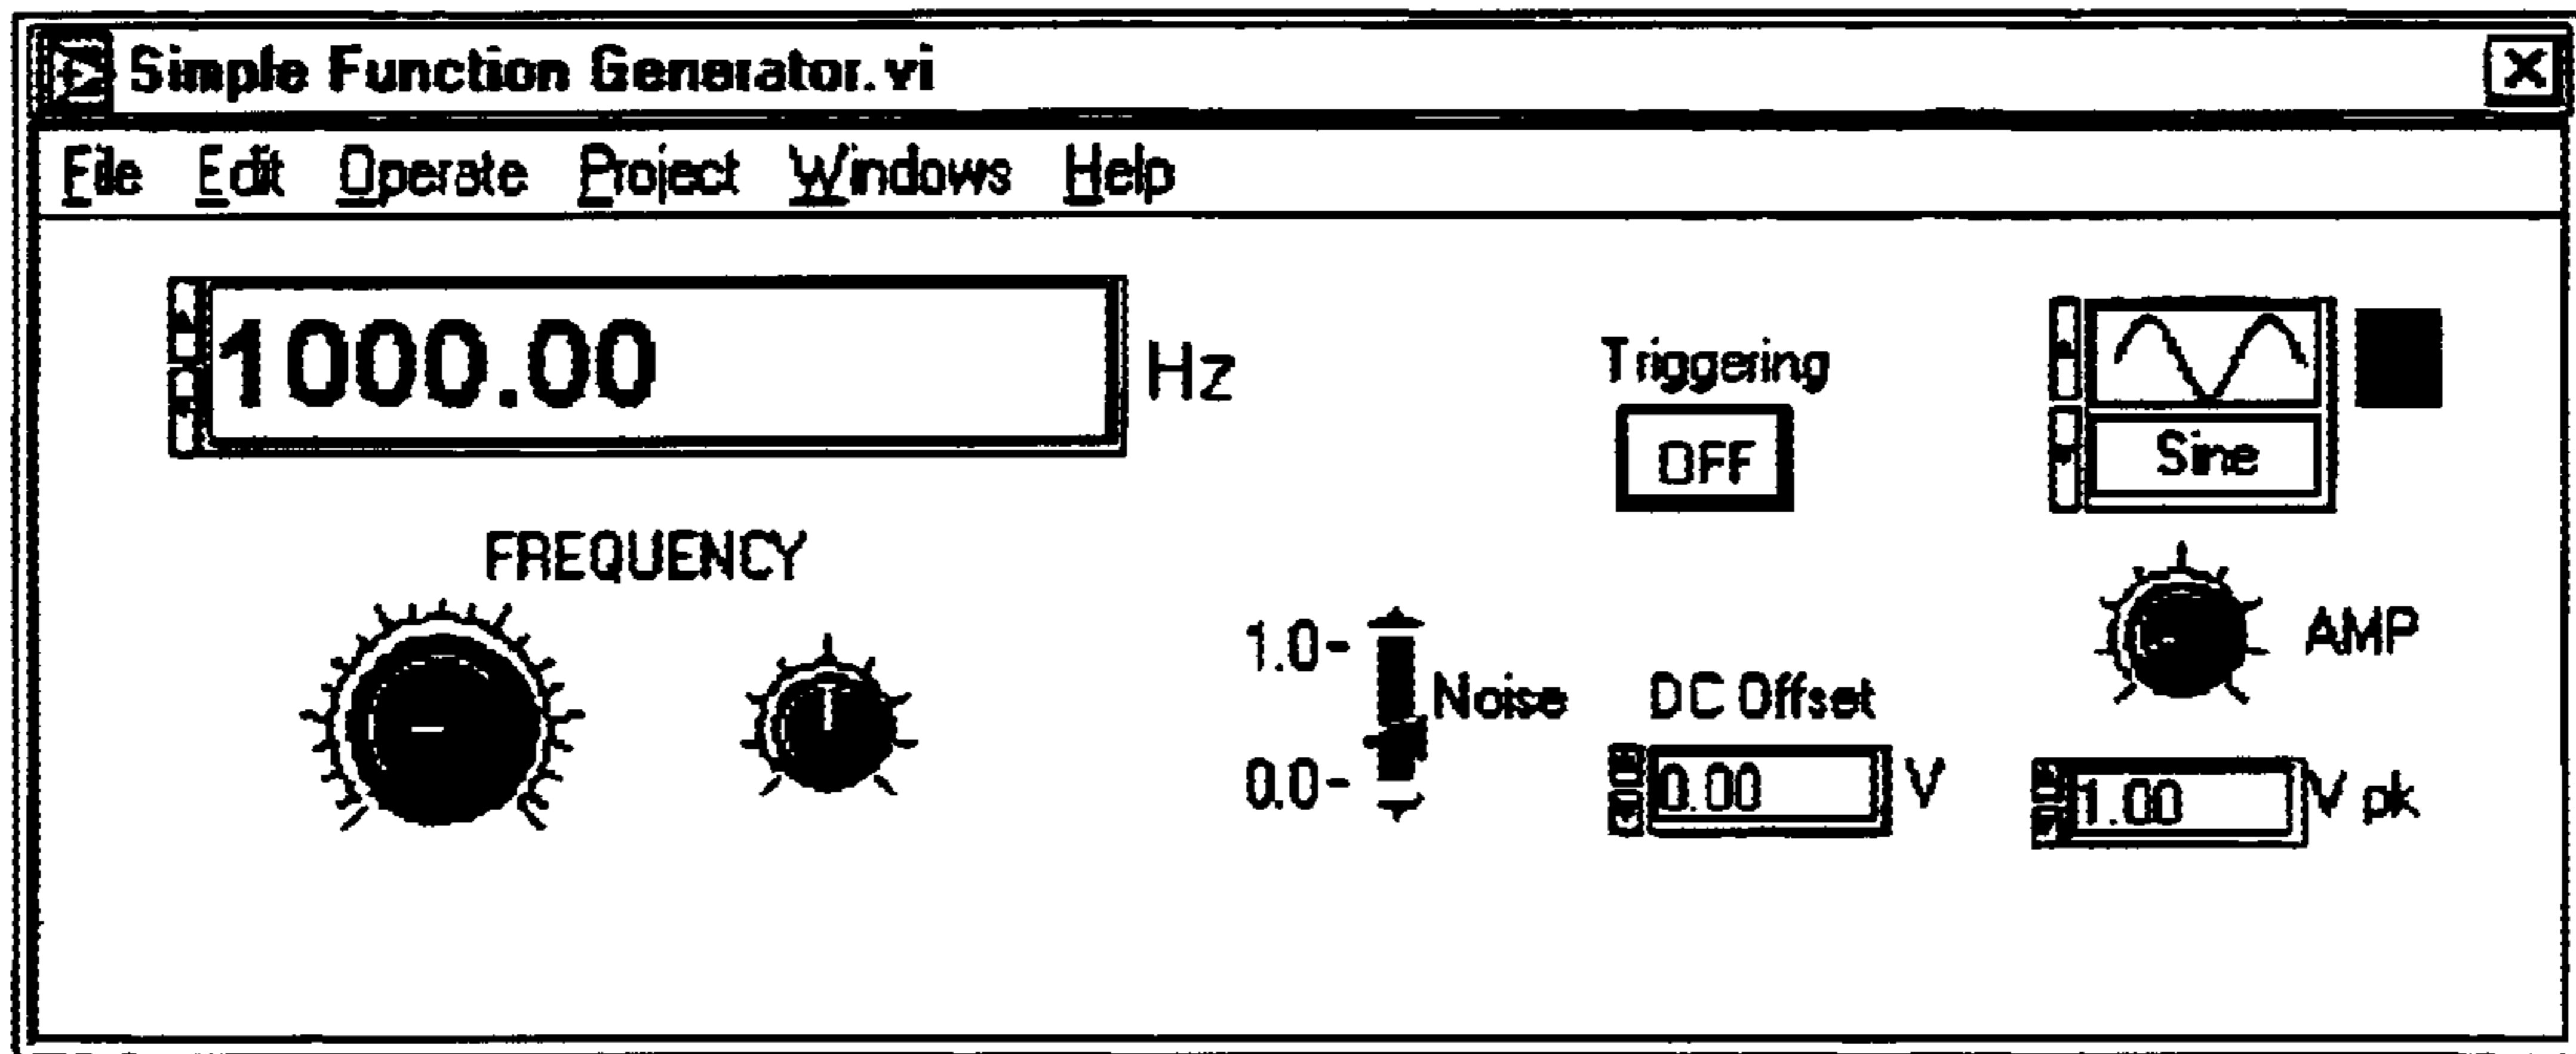 Simple Function Generator.vi
File Edit Operate Project Windows Help
1000.00 Hz
Triggering
OFF
Sine
FREQUENCY
AMP
1.0-
Noise
0.0-
DC Offset
0.00 V
1.00 V pk